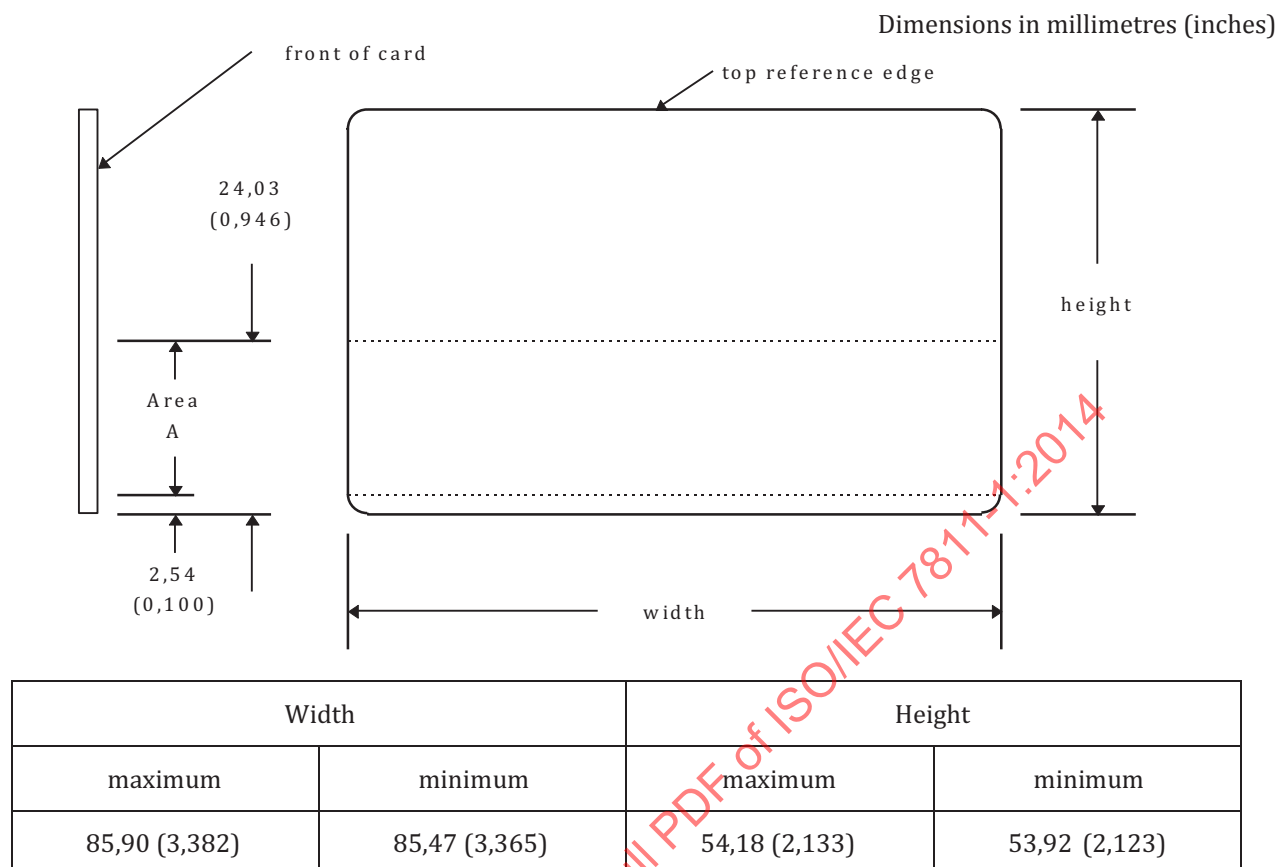 Dimensions in millimetres (inches)
front of card
top reference edge
24,03
(0,946)
height
Area
A
2,54
(0,100)
width
Width Height
maximum minimum maximum minimum
85,90 (3,382) 85,47 (3,365) 54,18 (2,133) 53,92 (2,123)
ll PDF of ISO/IEC 7811-1:2014